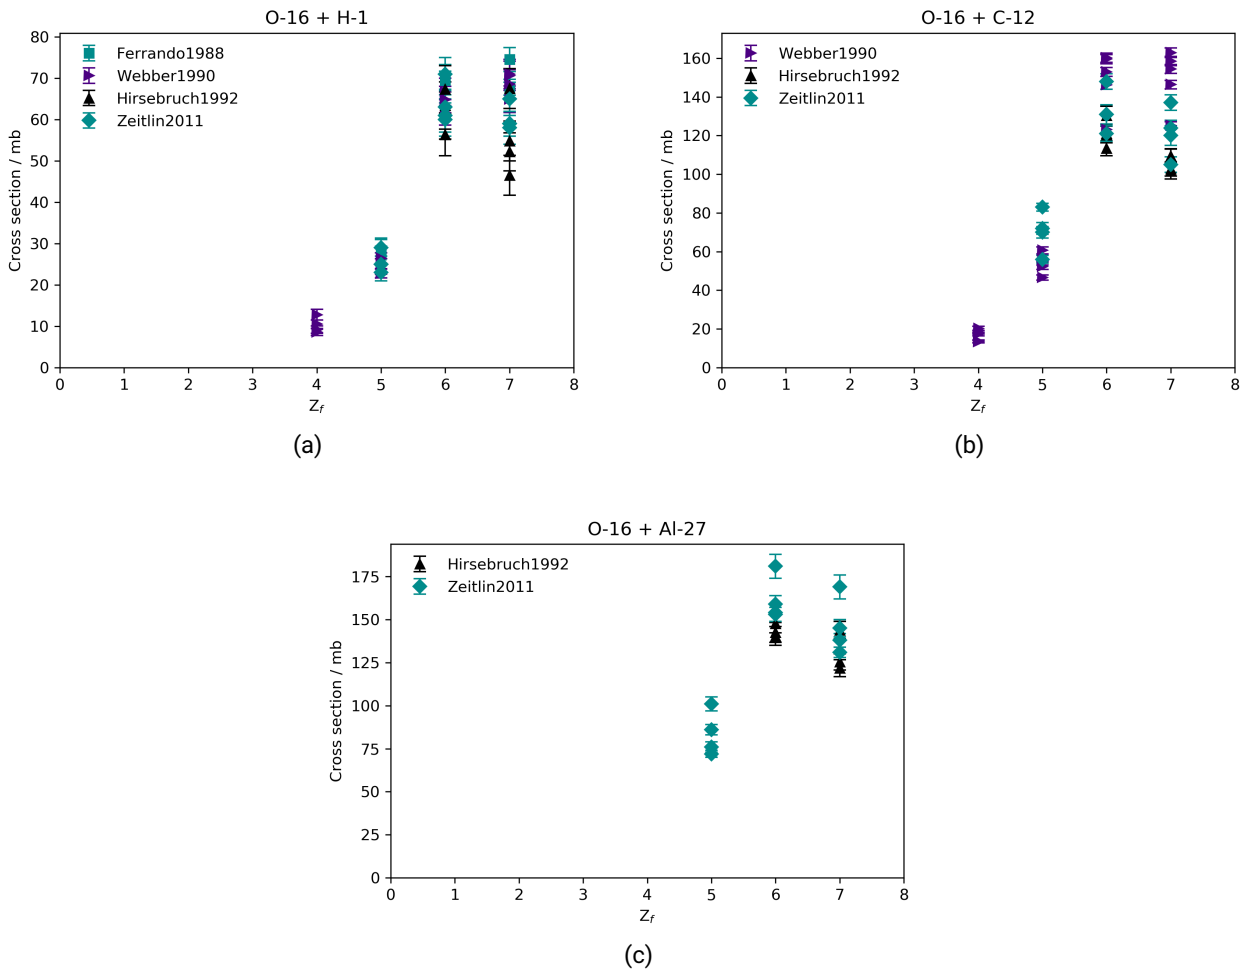 O-16 + H-1
Cross section / mb
80
70
60
50
40
30
20
10
0
Ferrando1988
Webber1990
Hirsebruch1992
Zeitlin2011
0 1 2 3 4 5 6 7 8
Z_f
(a)
O-16 + C-12
Cross section / mb
160
140
120
100
80
60
40
20
0
Webber1990
Hirsebruch1992
Zeitlin2011
0 1 2 3 4 5 6 7 8
Z_f
(b)
O-16 + Al-27
Cross section / mb
175
150
125
100
75
50
25
0
Hirsebruch1992
Zeitlin2011
0 1 2 3 4 5 6 7 8
Z_f
(c)